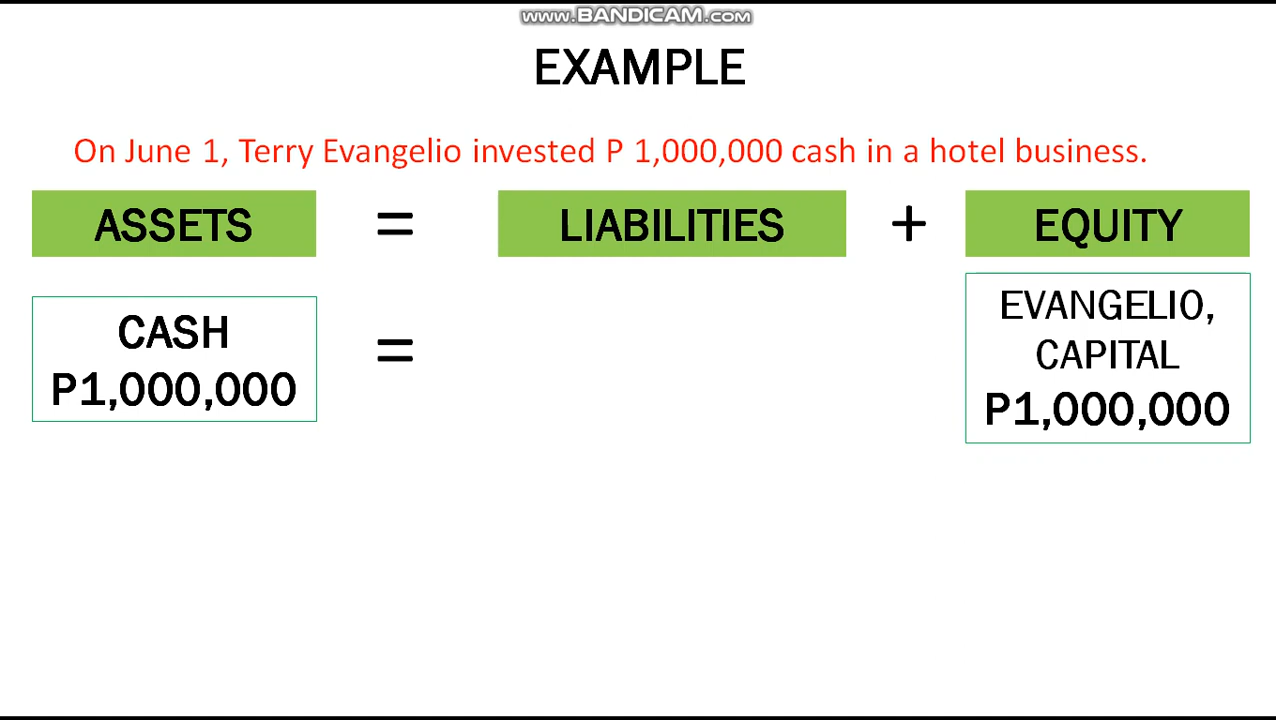 www.BANDICAM.com
EXAMPLE
On June 1, Terry Evangelio invested P 1,000,000 cash in a hotel business.
ASSETS = LIABILITIES + EQUITY
CASH
P1,000,000
=
EVANGELIO,
CAPITAL
P1,000,000